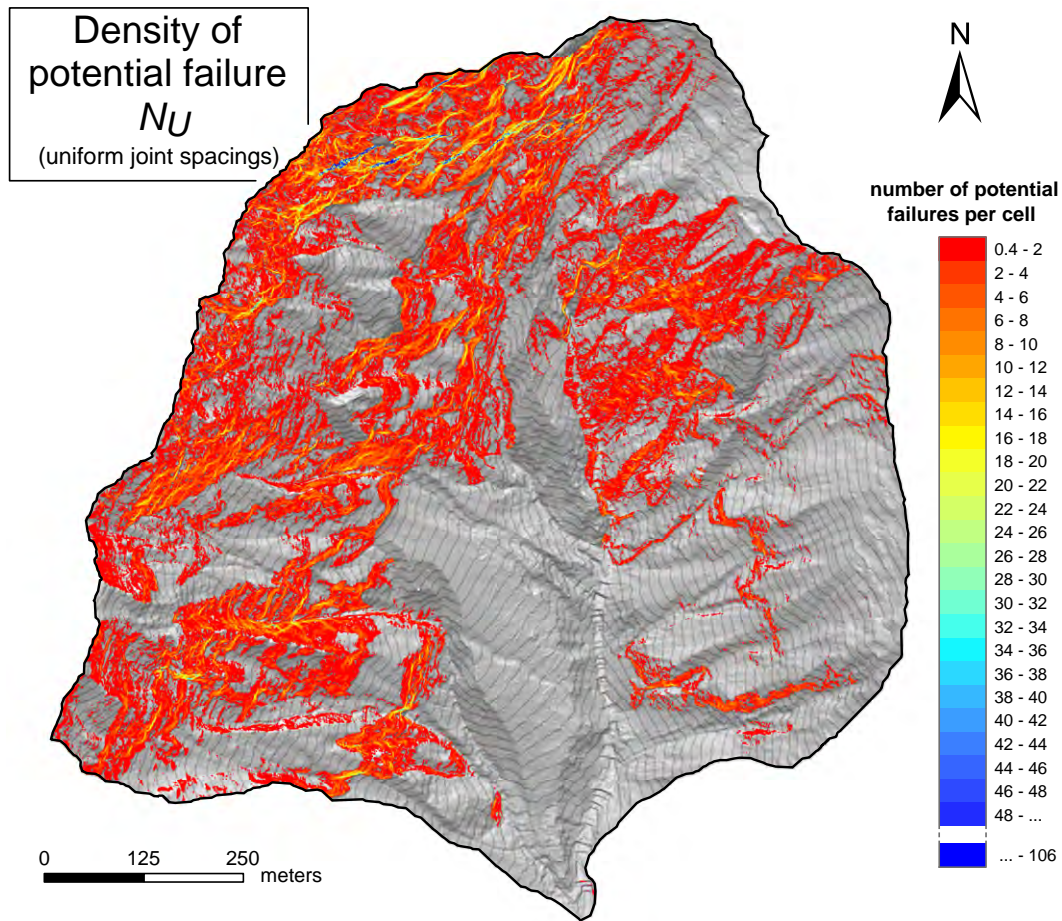 Density of
potential failure
NU
(uniform joint spacings)
N
number of potential
failures per cell
0.4 - 2
2 - 4
4 - 6
6 - 8
8 - 10
10 - 12
12 - 14
14 - 16
16 - 18
18 - 20
20 - 22
22 - 24
24 - 26
26 - 28
28 - 30
30 - 32
32 - 34
34 - 36
36 - 38
38 - 40
40 - 42
42 - 44
44 - 46
46 - 48
48 - ...
... - 106
0 125 250
meters